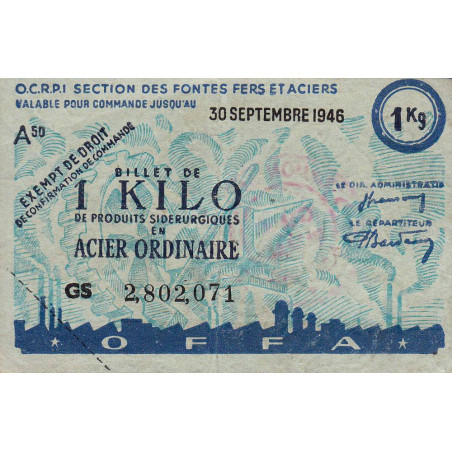 O.C.R.P.I SECTION DES FONTES FERS ET ACIERS
VALABLE POUR COMMANDE JUSQU'AU
30 SEPTEMBRE 1946
1 Kg
A50
EXEMPT DE DROIT
DE CONFIRMATION DE COMMANDE
BILLET DE
1 KILO
DE PRODUITS SIDERURGIQUES
EN
ACIER ORDINAIRE
LE DIR. ADMINISTRATIF
LE RÉPARTITEUR
GS 2,802,071
★ OFFA ★